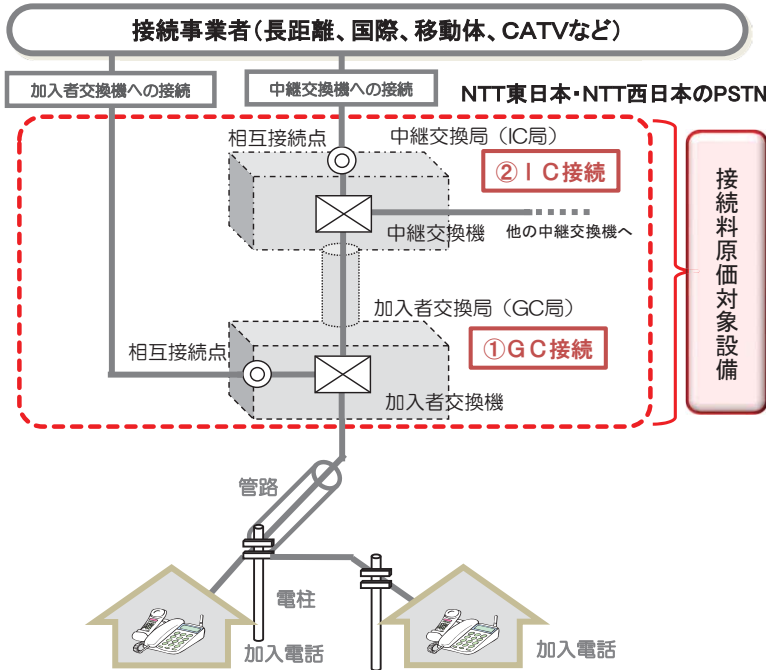 接続事業者（長距離、国際、移動体、CATVなど）
加入者交換機への接続
中継交換機への接続
NTT東日本・NTT西日本のPSTN
相互接続点
中継交換局（IC局）
②IC接続
中継交換機
他の中継交換機へ
接続料原価対象設備
加入者交換局（GC局）
相互接続点
①GC接続
加入者交換機
管路
電柱
加入電話
加入電話